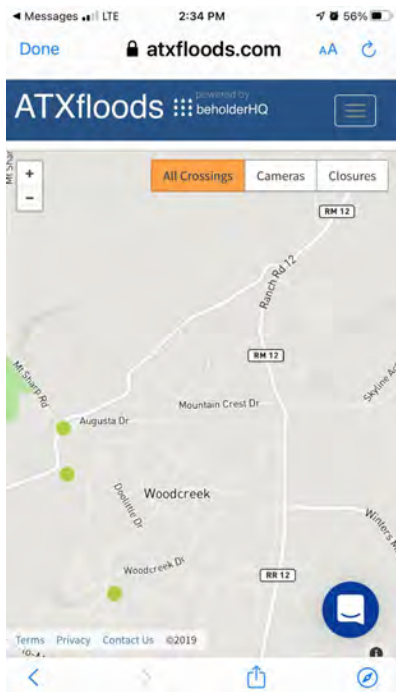 Messages LTE 2:34 PM 56%
Done atxfloods.com AA
powered by
ATXfloods beholderHQ
+ All Crossings Cameras Closures
-
RM 12
Ranch Rd 12
RM 12
Mt Sharp Rd
Mountain Crest Dr
Augusta Dr
Doolittle Dr
Woodcreek
Woodcreek Dr
RR 12
Terms Privacy Contact Us ©2019